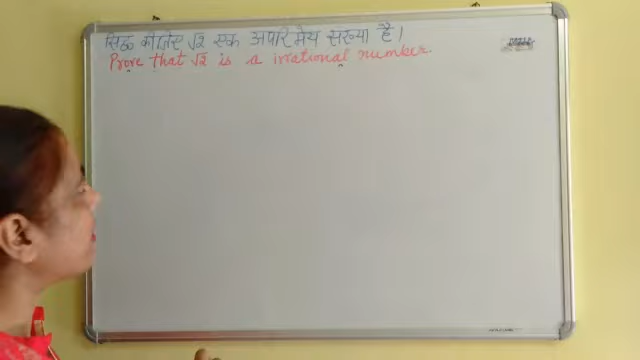 सिद्ध कीजिए √2 एक अपरिमेय संख्या है।
Prove that √2 is a irrational number.